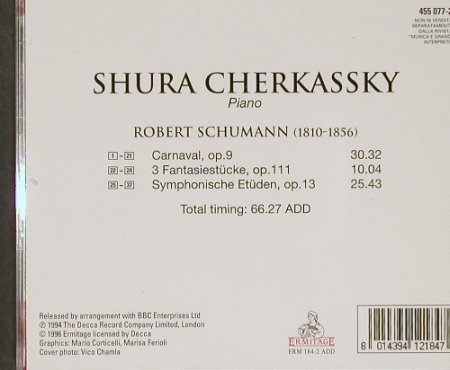 455 077-2
NON IN VENDITA
SEPARATAMENTE
DALLA RIVISTA
"MUSICA E GRANDI
INTERPRETI"
SHURA CHERKASSKY
Piano
ROBERT SCHUMANN (1810-1856)
1 - 21 Carnaval, op.9 30.32
22 - 24 3 Fantasiestücke, op.111 10.04
25 - 37 Symphonische Etüden, op.13 25.43
Total timing: 66.27 ADD
Released by arrangement with BBC Enterprises Ltd
℗ 1994 The Decca Record Company Limited, London
© 1996 Ermitage licensed by Decca
Graphics: Mario Corticelli, Marisa Ferioli
Cover photo: Vico Chamla
ERMITAGE
ERM 184-2 ADD
8 014394 121847